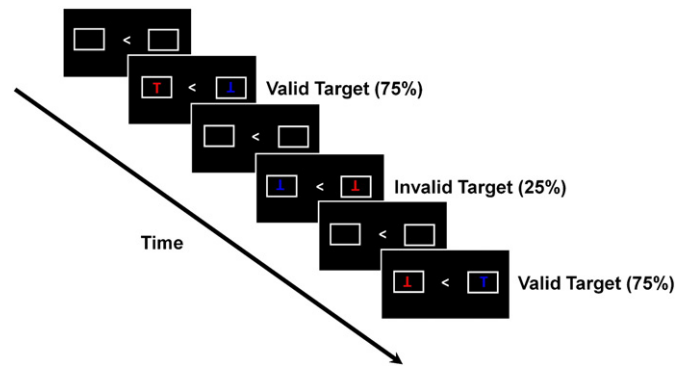 <
T < ⊥
Valid Target (75%)
<
⊥ < ⊥
Invalid Target (25%)
<
Time
⊥ < T
Valid Target (75%)